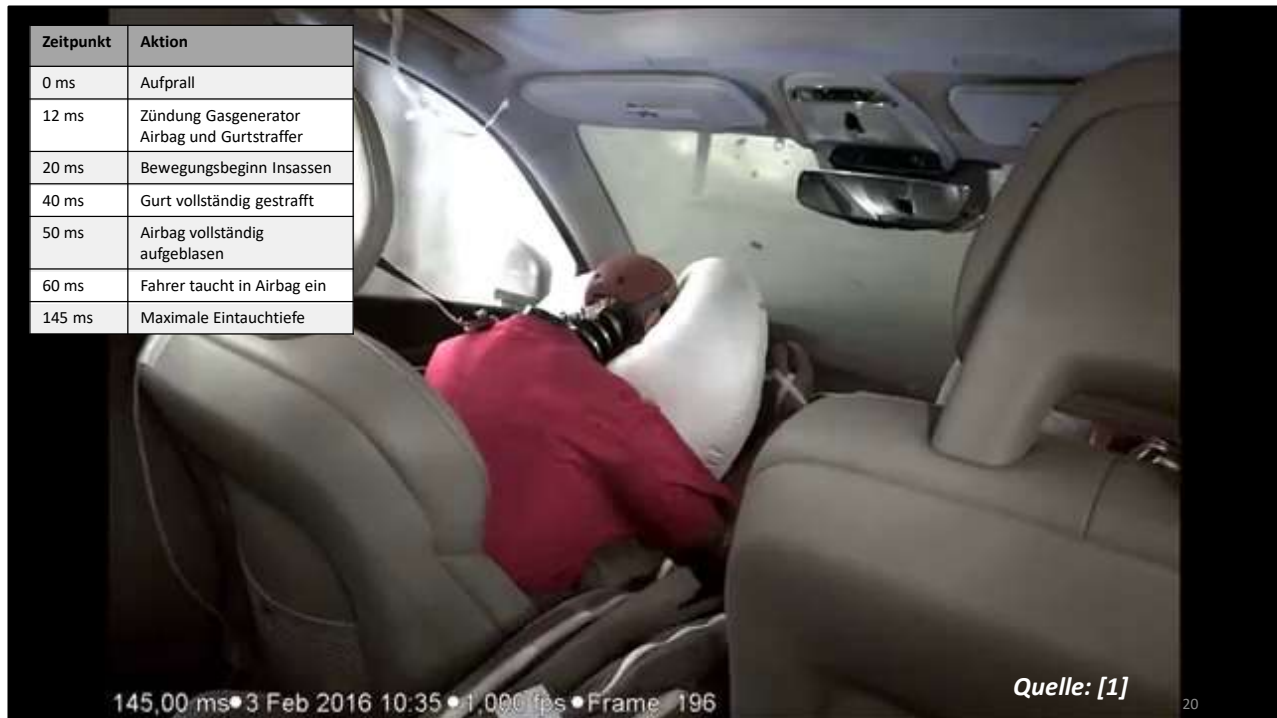 Zeitpunkt Aktion
0 ms Aufprall
12 ms Zündung Gasgenerator
Airbag und Gurtstraffer
20 ms Bewegungsbeginn Insassen
40 ms Gurt vollständig gestrafft
50 ms Airbag vollständig
aufgeblasen
60 ms Fahrer taucht in Airbag ein
145 ms Maximale Eintauchtiefe
Quelle: [1]
145,00 ms•3 Feb 2016 10:35•1,000 fps•Frame 196
20